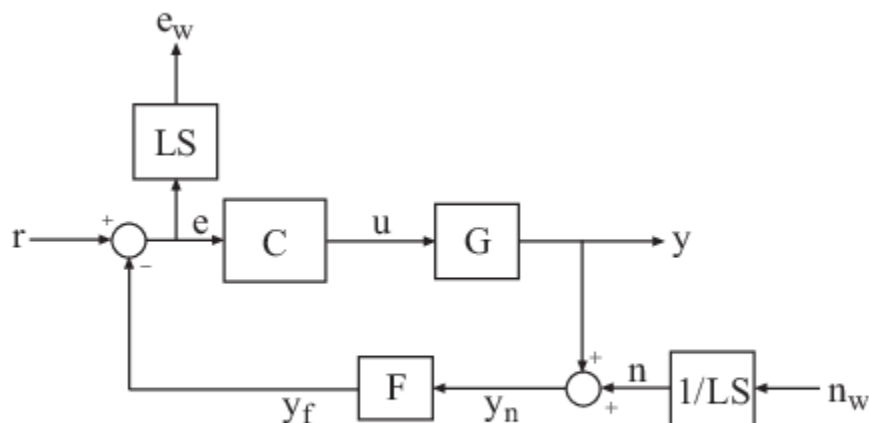 e_w
LS
r + e C u G y
−
+
y_f F y_n + n 1/LS n_w